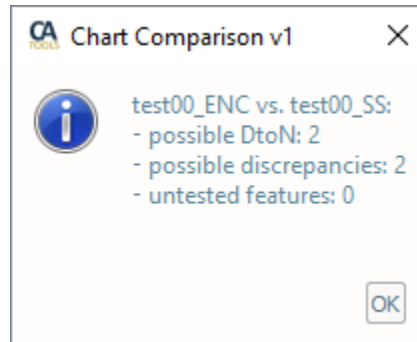 CA TOOLS Chart Comparison v1
test00_ENC vs. test00_SS:
- possible DtoN: 2
- possible discrepancies: 2
- untested features: 0
OK